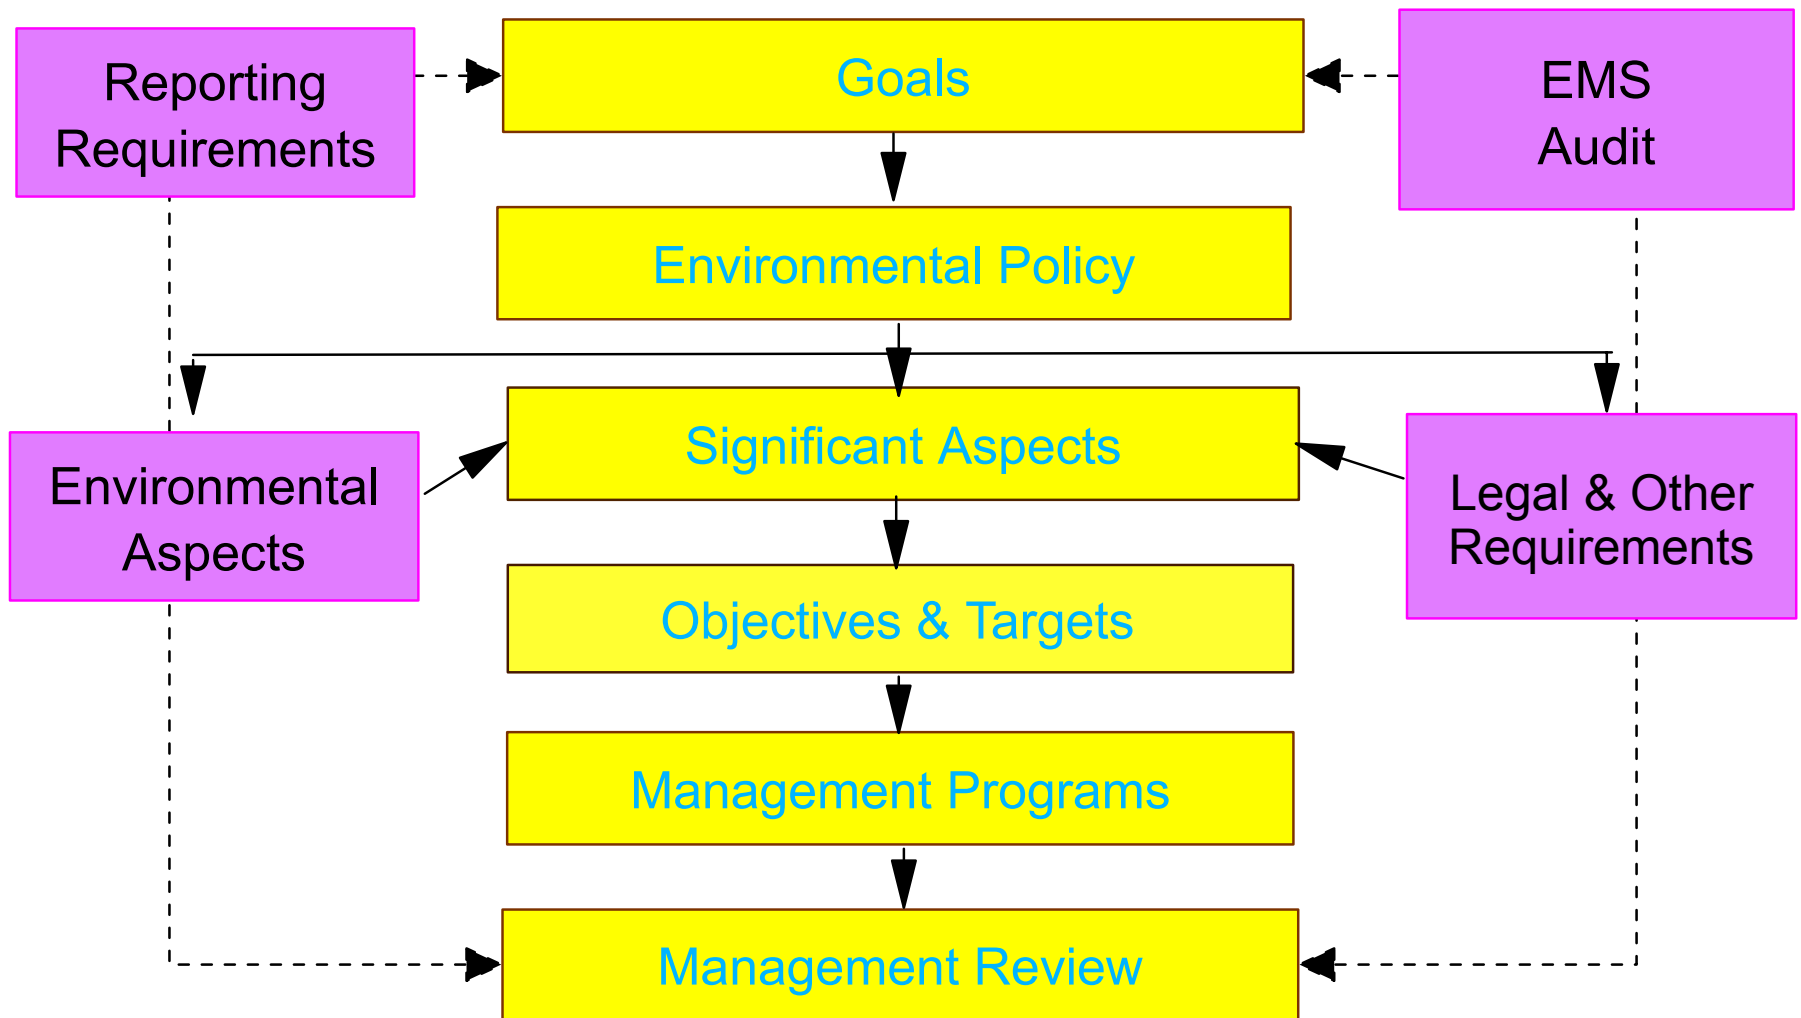 Reporting
Requirements
Goals
EMS
Audit
Environmental Policy
Significant Aspects
Environmental
Aspects
Legal & Other
Requirements
Objectives & Targets
Management Programs
Management Review